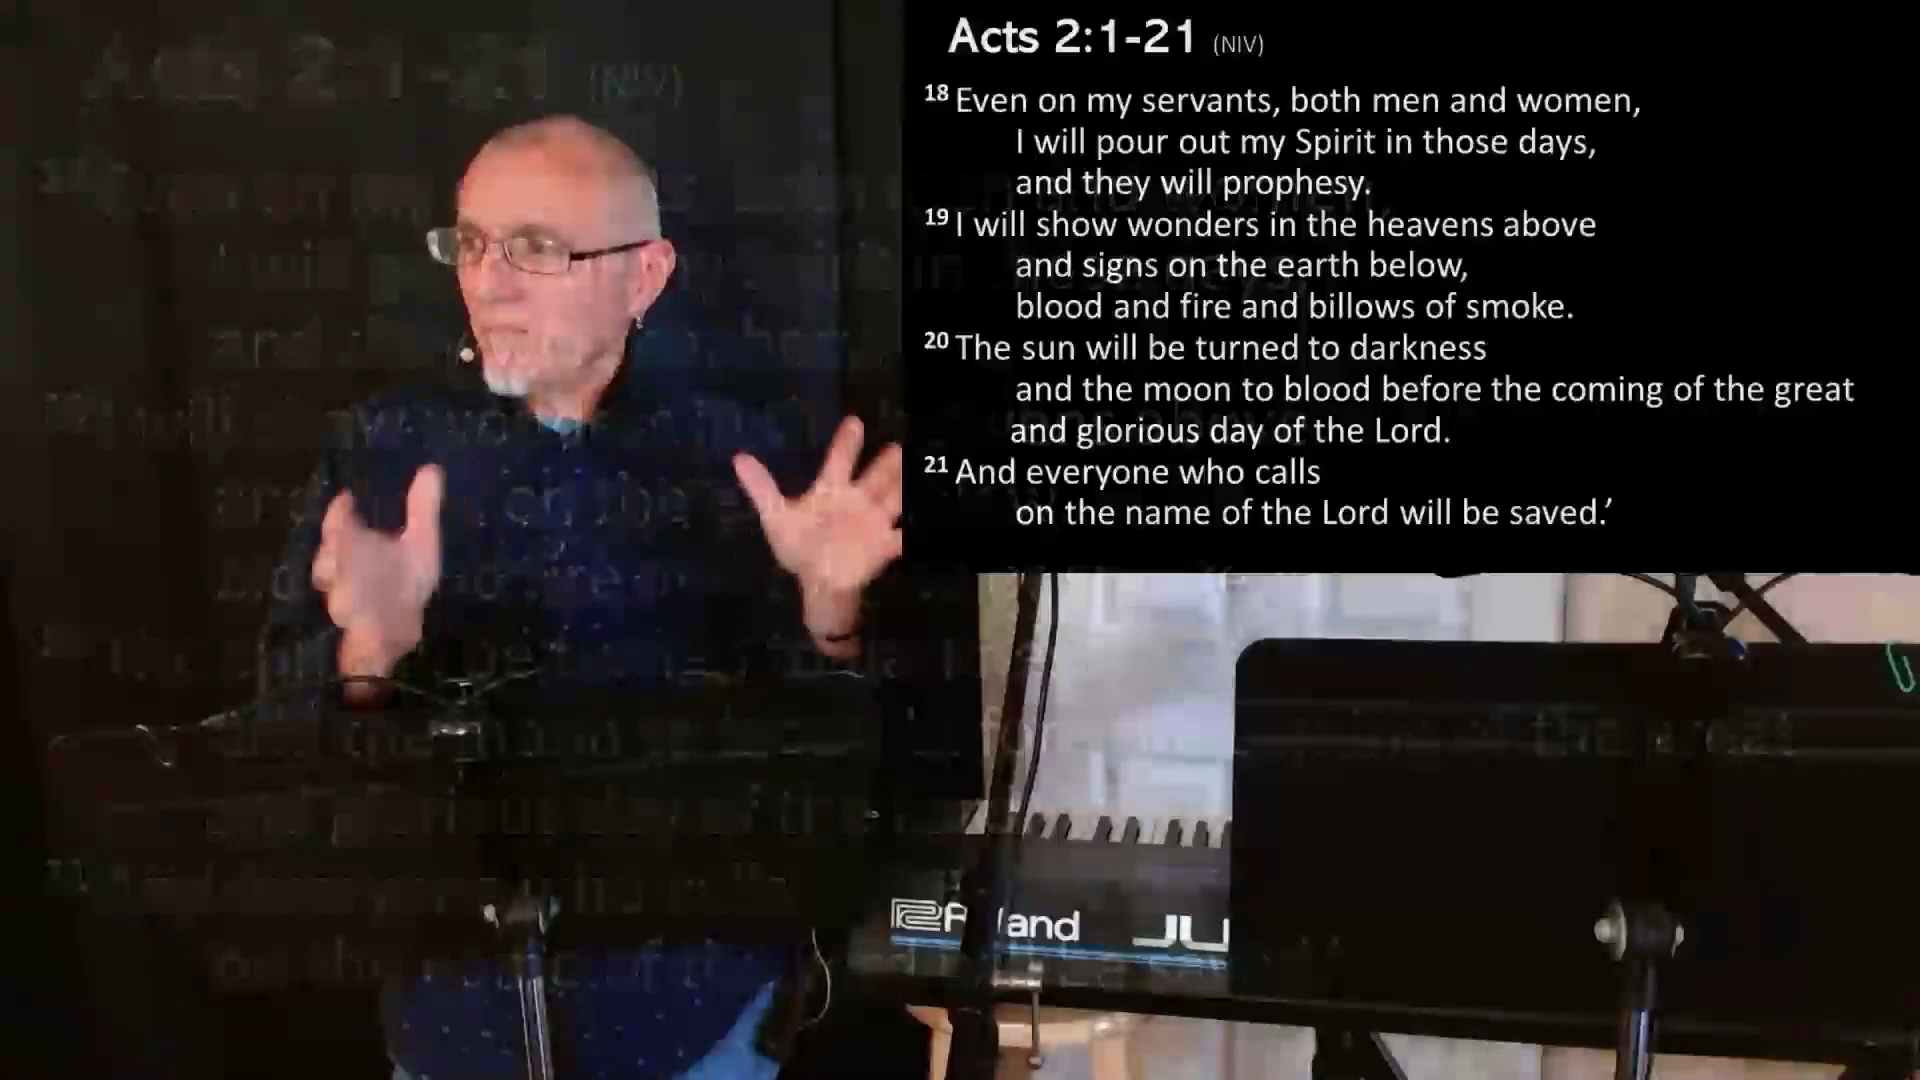 Acts 2:1-21 (NIV)
18 Even on my servants, both men and women,
I will pour out my Spirit in those days,
and they will prophesy.
19 I will show wonders in the heavens above
and signs on the earth below,
blood and fire and billows of smoke.
20 The sun will be turned to darkness
and the moon to blood before the coming of the great
and glorious day of the Lord.
21 And everyone who calls
on the name of the Lord will be saved.’
Roland JU